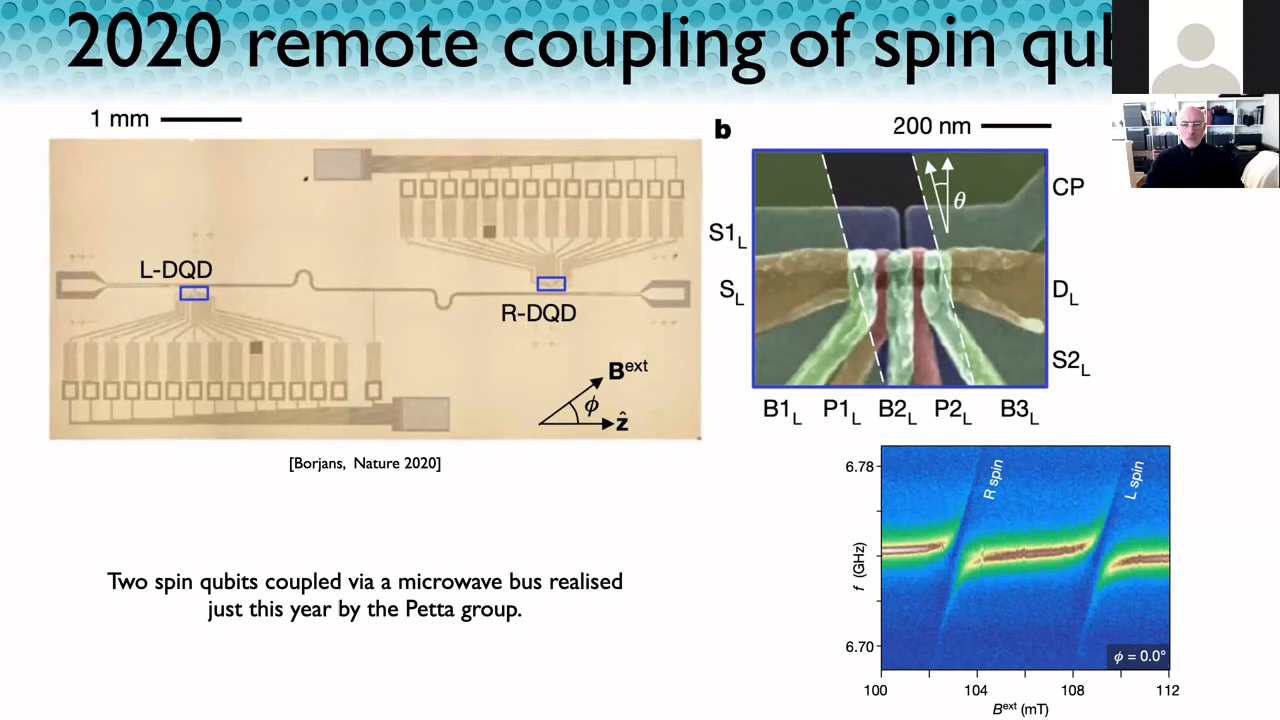 2020 remote coupling of spin qub
1 mm
L-DQD
R-DQD
B^ext
ϕ
ẑ
[Borjans, Nature 2020]
Two spin qubits coupled via a microwave bus realised
just this year by the Petta group.
b
200 nm
θ
CP
S1_L
S_L
D_L
S2_L
B1_L P1_L B2_L P2_L B3_L
6.78
f (GHz)
6.70
R spin
L spin
ϕ = 0.0°
100 104 108 112
B^ext (mT)